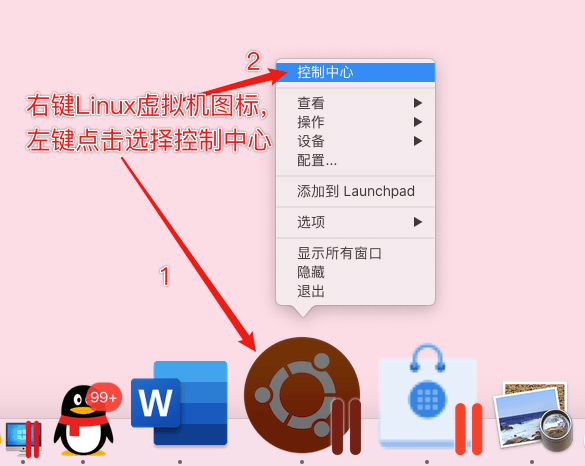 2
控制中心
右键Linux虚拟机图标，
左键点击选择控制中心
查看
操作
设备
配置...
添加到 Launchpad
选项
显示所有窗口
隐藏
退出
1
99+
W